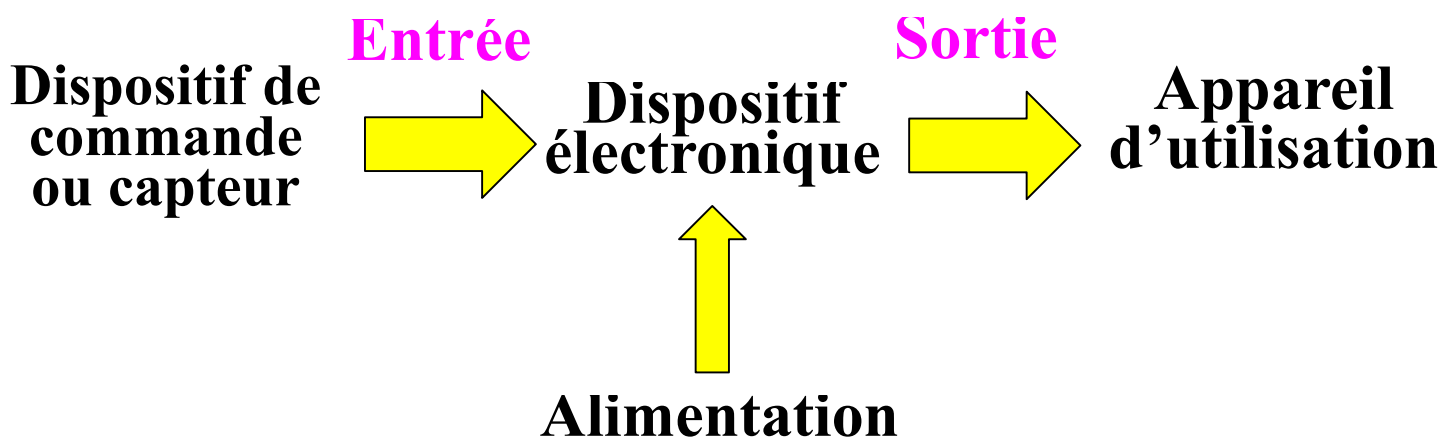 Entrée
Sortie
Dispositif de
commande
ou capteur
Dispositif
électronique
Appareil
d’utilisation
Alimentation